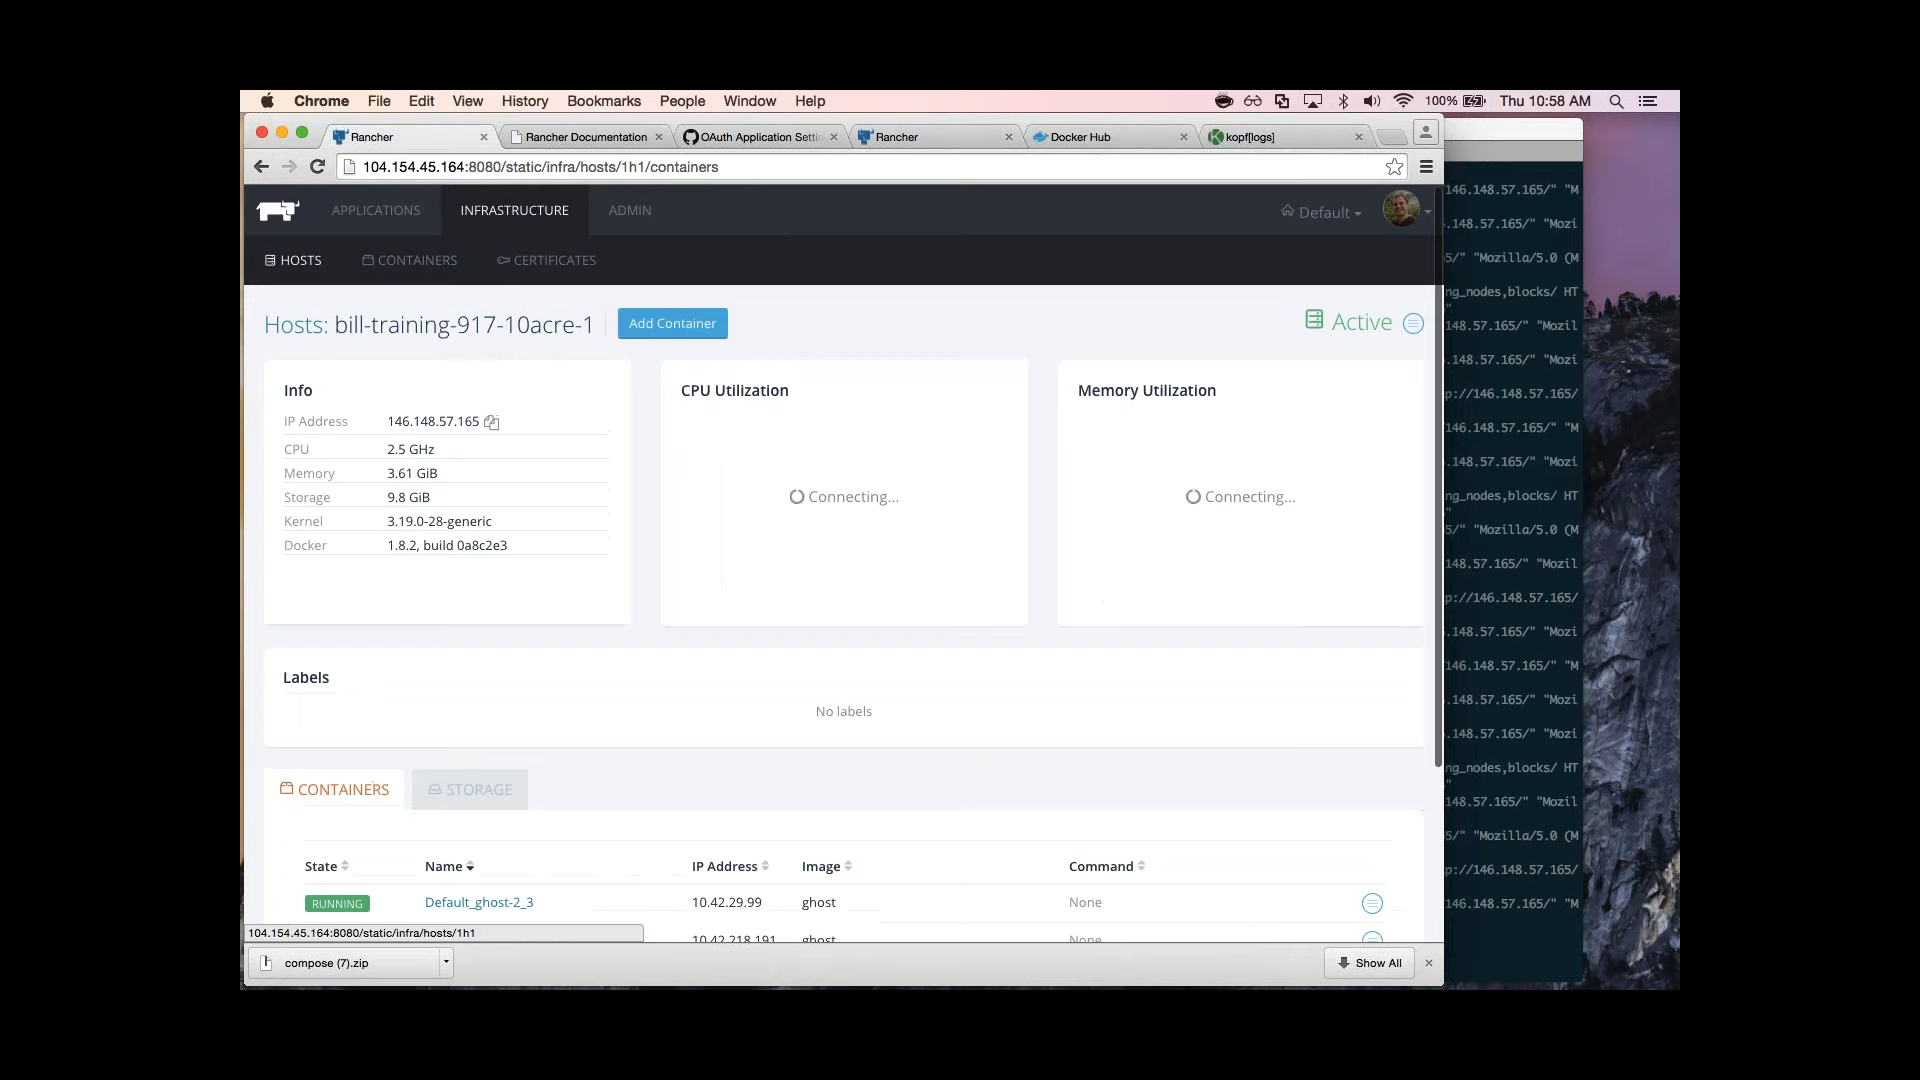 Chrome File Edit View History Bookmarks People Window Help 100% Thu 10:58 AM
Rancher Rancher Documentation OAuth Application Settin Rancher Docker Hub kopf[logs]
104.154.45.164:8080/static/infra/hosts/1h1/containers
APPLICATIONS INFRASTRUCTURE ADMIN Default
HOSTS CONTAINERS CERTIFICATES
Hosts: bill-training-917-10acre-1 Add Container Active
Info
IP Address 146.148.57.165
CPU 2.5 GHz
Memory 3.61 GiB
Storage 9.8 GiB
Kernel 3.19.0-28-generic
Docker 1.8.2, build 0a8c2e3
CPU Utilization
Connecting...
Memory Utilization
Connecting...
Labels
No labels
CONTAINERS STORAGE
State Name IP Address Image Command
RUNNING Default_ghost-2_3 10.42.29.99 ghost None
10.42.218.191 ghost None
104.154.45.164:8080/static/infra/hosts/1h1
compose (7).zip Show All
146.148.57.165/" "M
.148.57.165/" "Mozi
5/" "Mozilla/5.0 (M
ng_nodes,blocks/ HT
"
148.57.165/" "Mozil
.148.57.165/" "Mozi
p://146.148.57.165/
146.148.57.165/" "M
.148.57.165/" "Mozi
ng_nodes,blocks/ HT
"
5/" "Mozilla/5.0 (M
148.57.165/" "Mozil
p://146.148.57.165/
.148.57.165/" "Mozi
146.148.57.165/" "M
.148.57.165/" "Mozi
.148.57.165/" "Mozi
ng_nodes,blocks/ HT
"
148.57.165/" "Mozil
5/" "Mozilla/5.0 (M
p://146.148.57.165/
146.148.57.165/" "M